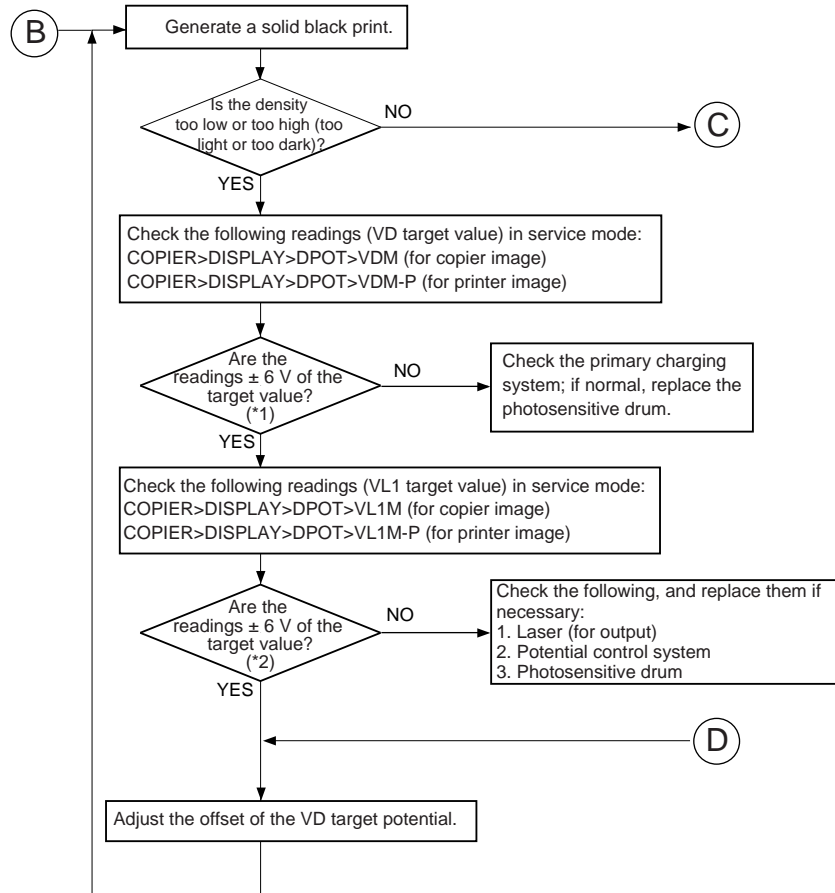 B
Generate a solid black print.
Is the density
too low or too high (too
light or too dark)?
NO
C
YES
Check the following readings (VD target value) in service mode:
COPIER>DISPLAY>DPOT>VDM (for copier image)
COPIER>DISPLAY>DPOT>VDM-P (for printer image)
Are the
readings ± 6 V of the
target value?
(*1)
NO
Check the primary charging
system; if normal, replace the
photosensitive drum.
YES
Check the following readings (VL1 target value) in service mode:
COPIER>DISPLAY>DPOT>VL1M (for copier image)
COPIER>DISPLAY>DPOT>VL1M-P (for printer image)
Are the
readings ± 6 V of the
target value?
(*2)
NO
Check the following, and replace them if
necessary:
1. Laser (for output)
2. Potential control system
3. Photosensitive drum
YES
D
Adjust the offset of the VD target potential.